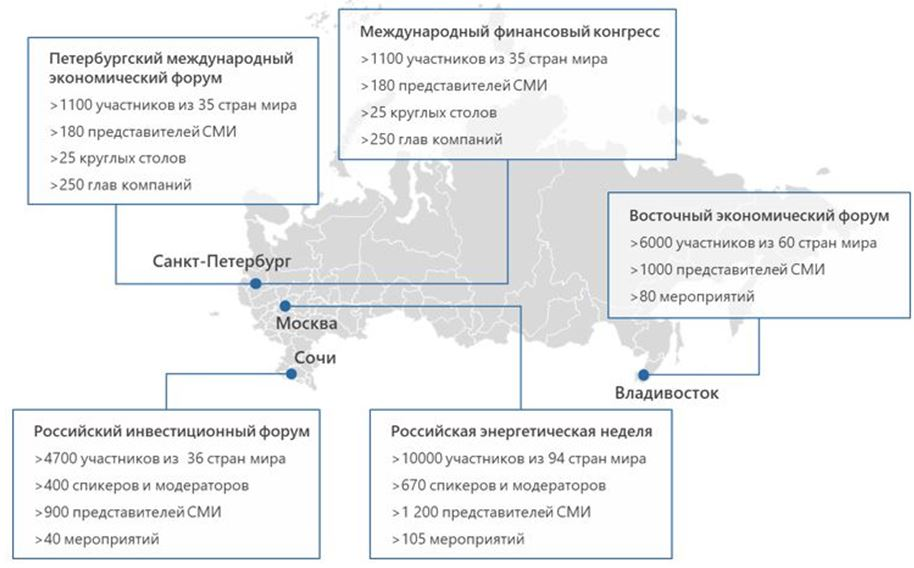 Международный финансовый конгресс
>1100 участников из 35 стран мира
>180 представителей СМИ
>25 круглых столов
>250 глав компаний
Петербургский международный
экономический форум
>1100 участников из 35 стран мира
>180 представителей СМИ
>25 круглых столов
>250 глав компаний
Восточный экономический форум
>6000 участников из 60 стран мира
>1000 представителей СМИ
>80 мероприятий
Санкт-Петербург
Москва
Сочи
Владивосток
Российский инвестиционный форум
>4700 участников из 36 стран мира
>400 спикеров и модераторов
>900 представителей СМИ
>40 мероприятий
Российская энергетическая неделя
>10000 участников из 94 стран мира
>670 спикеров и модераторов
>1 200 представителей СМИ
>105 мероприятий